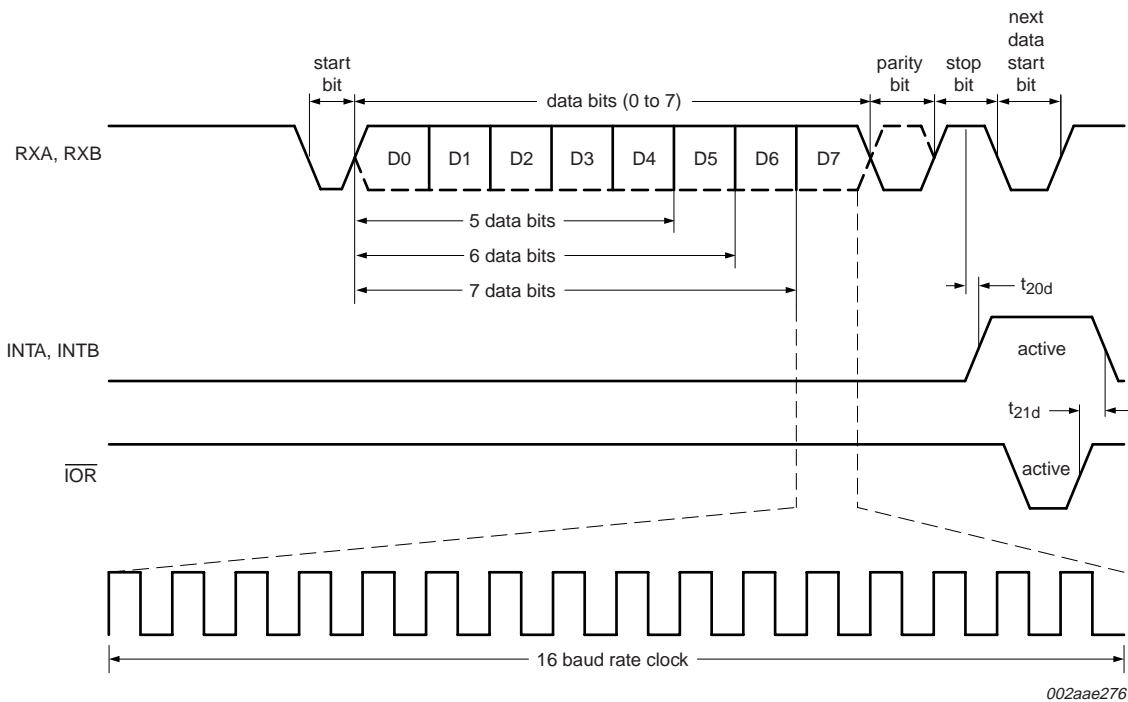 start
bit
data bits (0 to 7)
parity
bit
stop
bit
next
data
start
bit
RXA, RXB
D0
D1
D2
D3
D4
D5
D6
D7
5 data bits
6 data bits
7 data bits
t20d
INTA, INTB
active
t21d
IOR
active
16 baud rate clock
002aae276